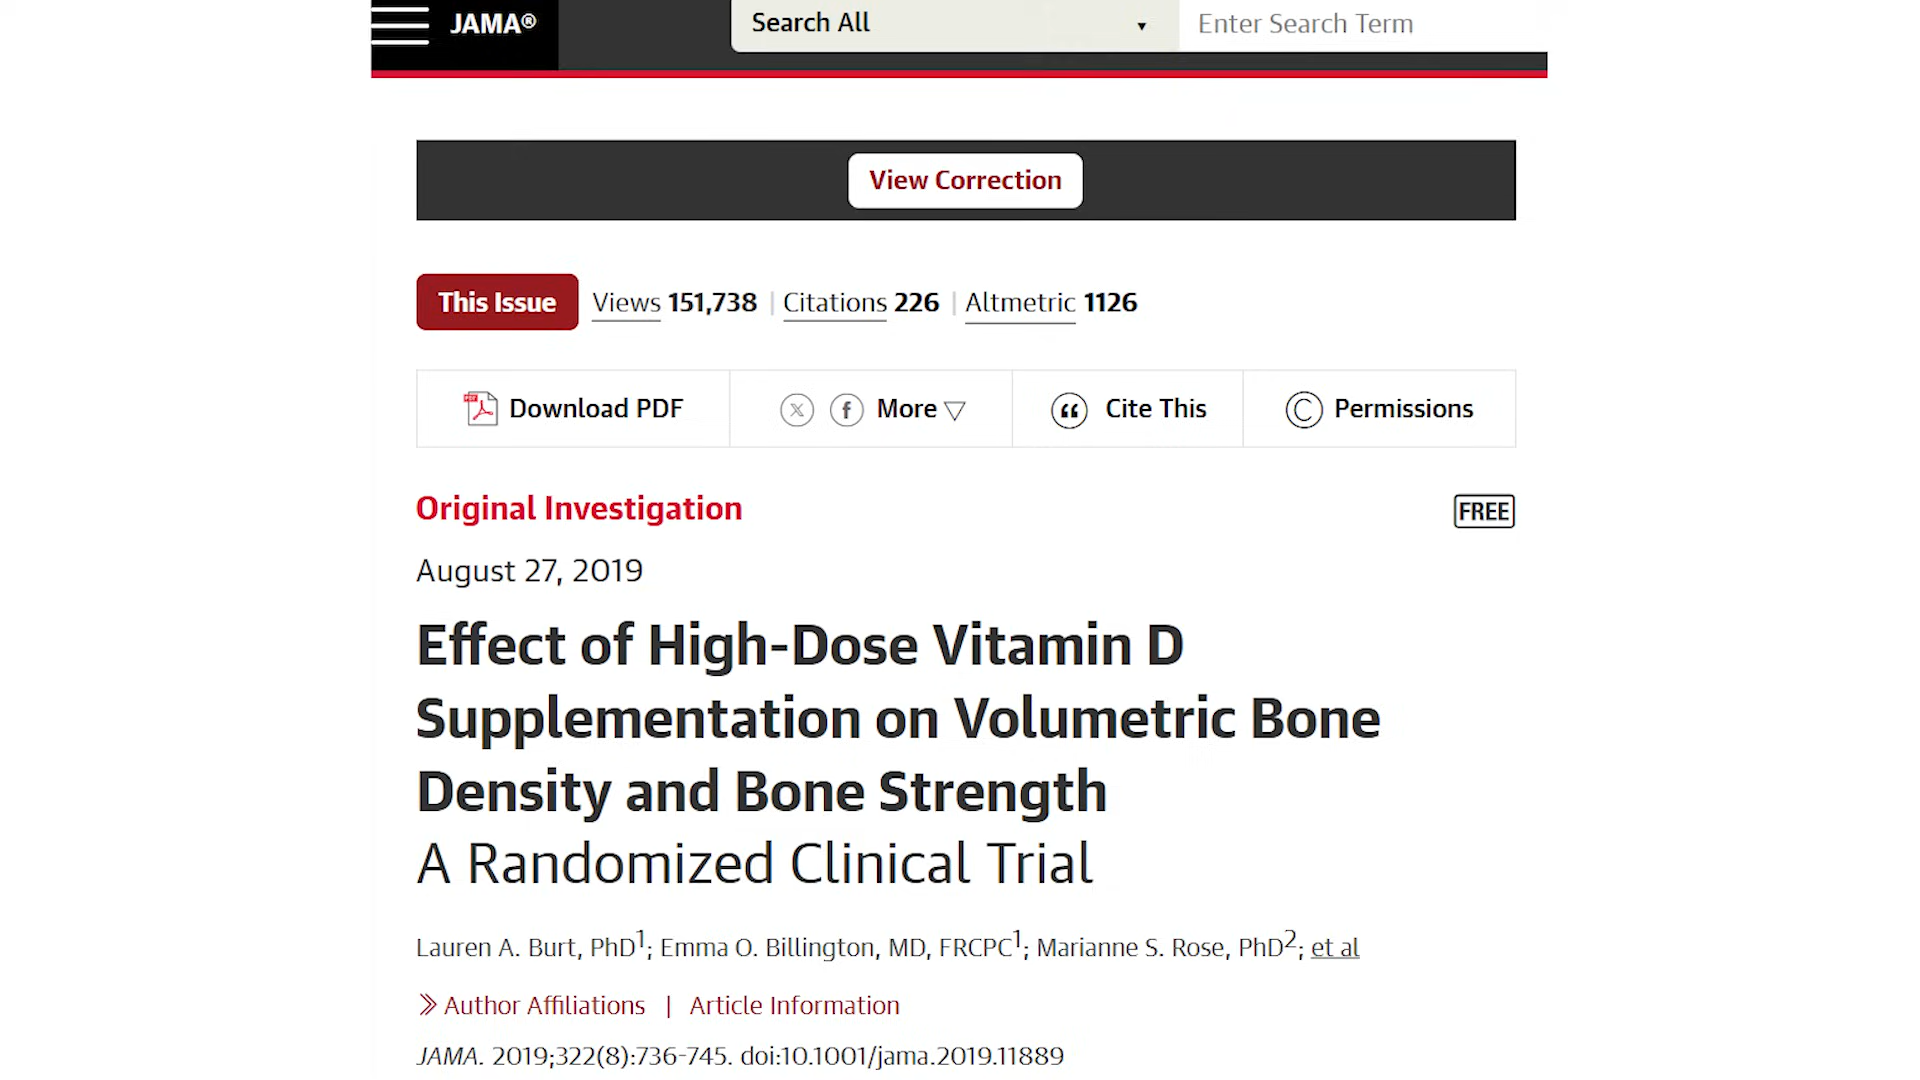 JAMA® Search All Enter Search Term
View Correction
This Issue Views 151,738 | Citations 226 | Altmetric 1126
Download PDF More Cite This Permissions
Original Investigation FREE
August 27, 2019
Effect of High-Dose Vitamin D
Supplementation on Volumetric Bone
Density and Bone Strength
A Randomized Clinical Trial
Lauren A. Burt, PhD1; Emma O. Billington, MD, FRCPC1; Marianne S. Rose, PhD2; et al
Author Affiliations | Article Information
JAMA. 2019;322(8):736-745. doi:10.1001/jama.2019.11889